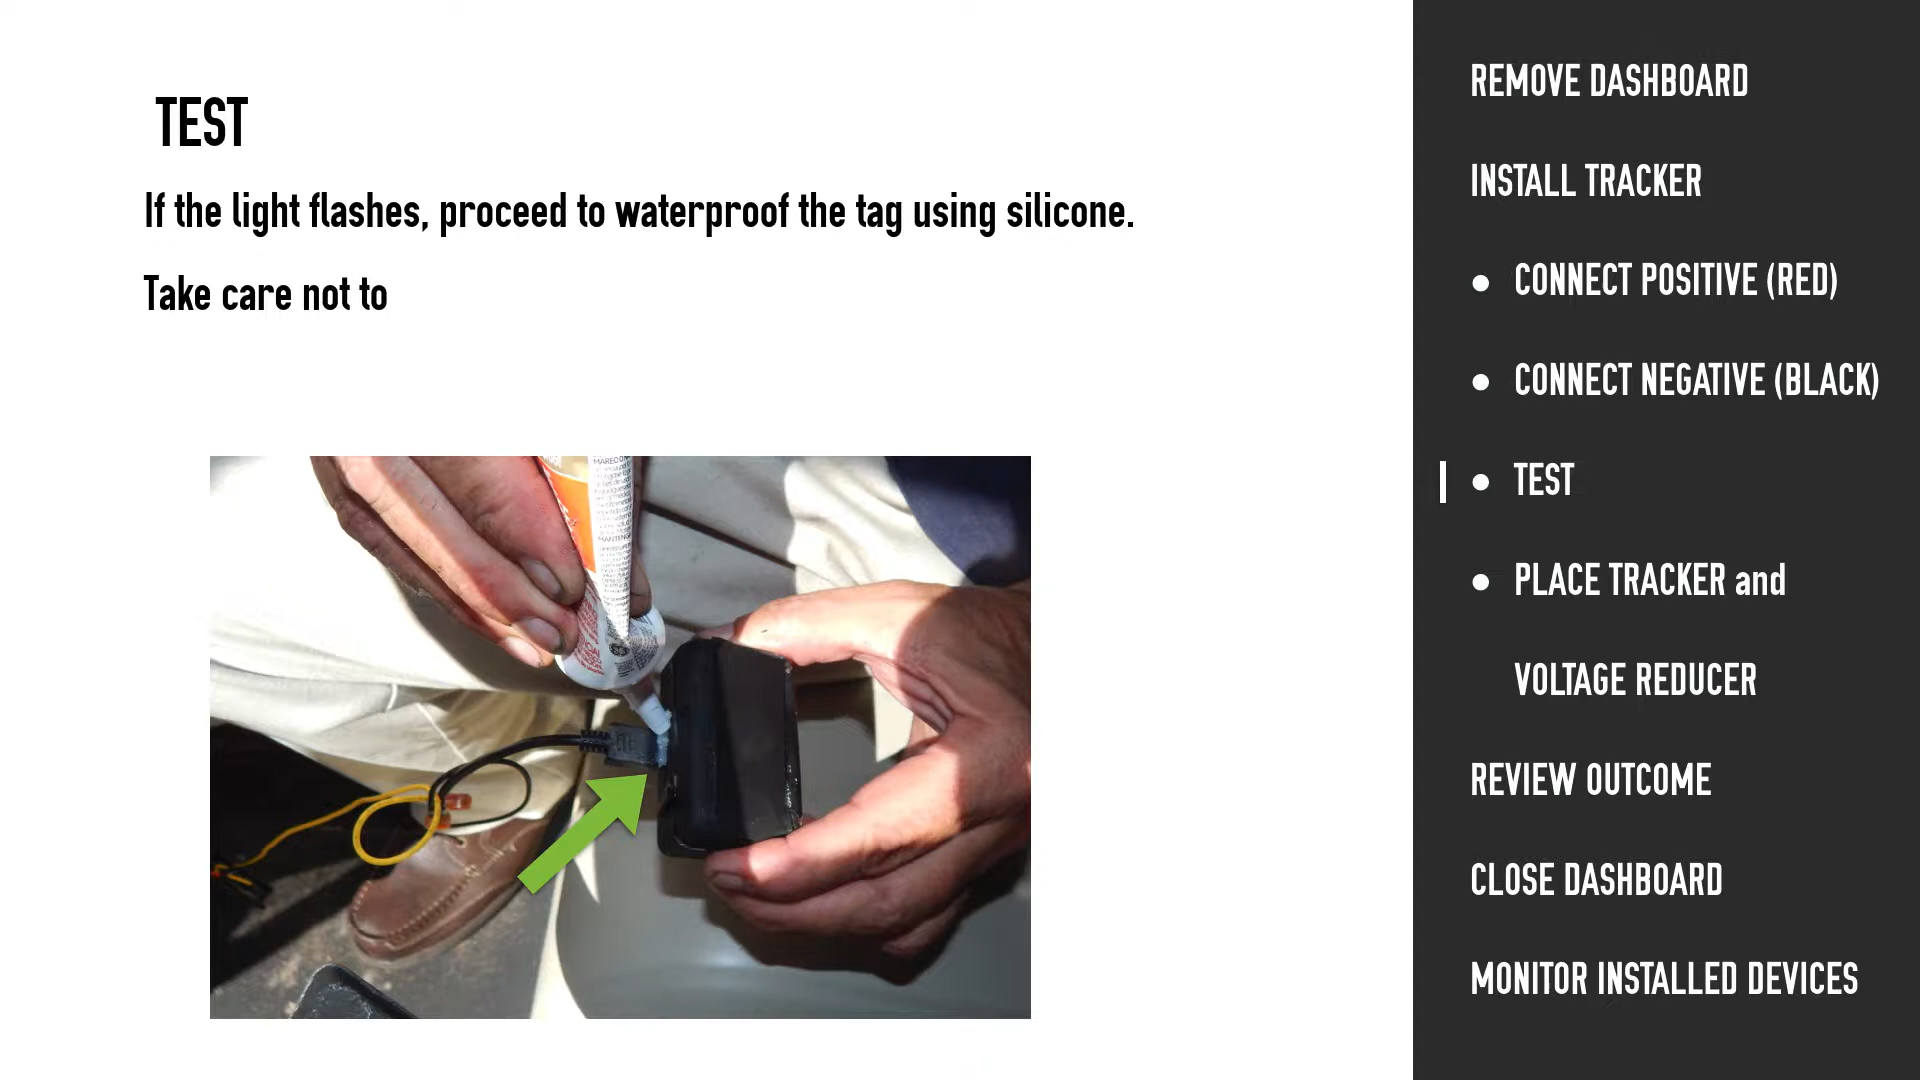 TEST
If the light flashes, proceed to waterproof the tag using silicone.
Take care not to
MANTENGA
REMOVE DASHBOARD
INSTALL TRACKER
● CONNECT POSITIVE (RED)
● CONNECT NEGATIVE (BLACK)
● TEST
● PLACE TRACKER and
VOLTAGE REDUCER
REVIEW OUTCOME
CLOSE DASHBOARD
MONITOR INSTALLED DEVICES